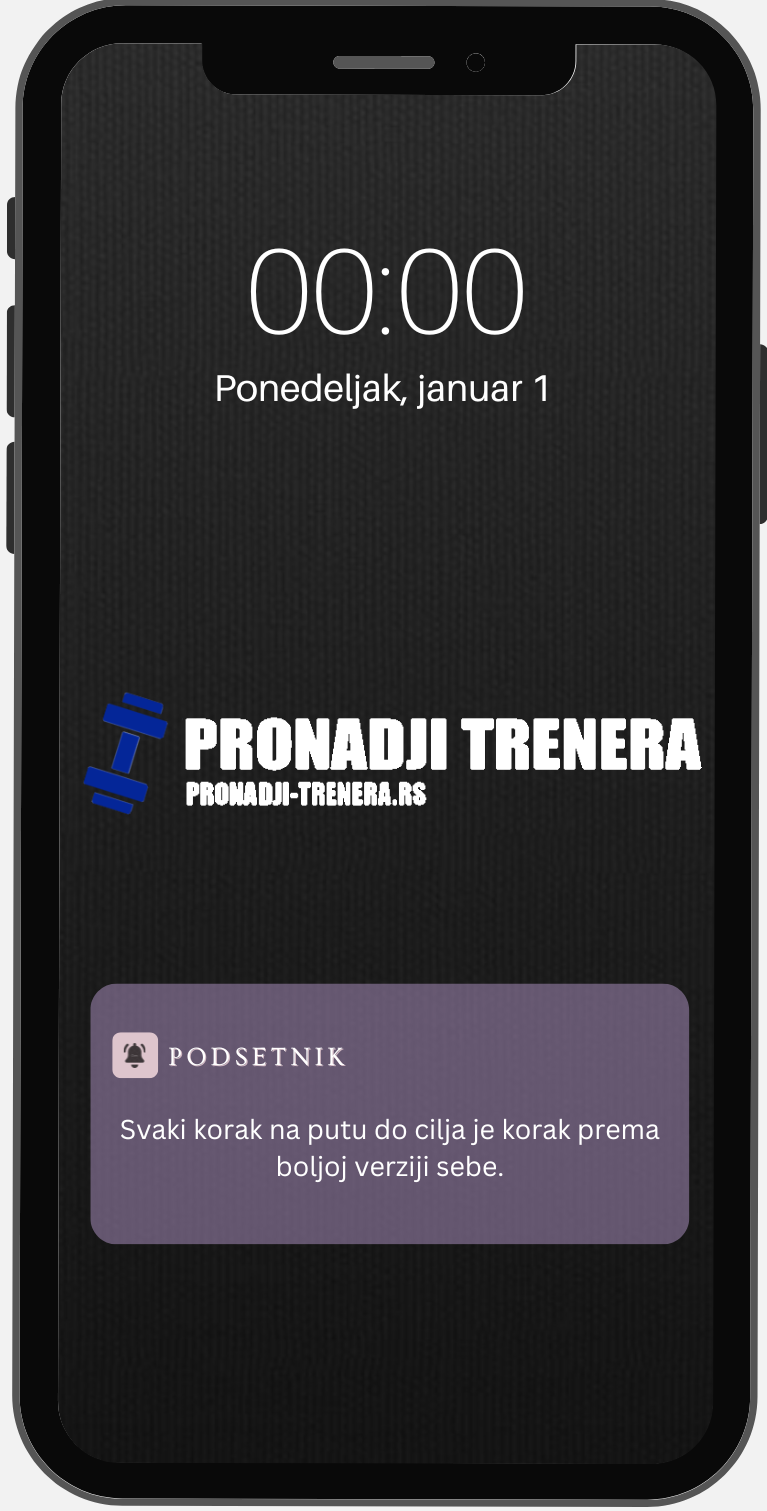 00:00
Ponedeljak, januar 1
PRONADJI TRENERA
PRONADJI-TRENERA.RS
PODSETNIK
Svaki korak na putu do cilja je korak prema
boljoj verziji sebe.